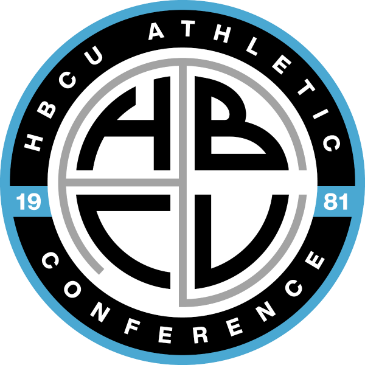 HBCU ATHLETIC
HB
CU
19 81
CONFERENCE